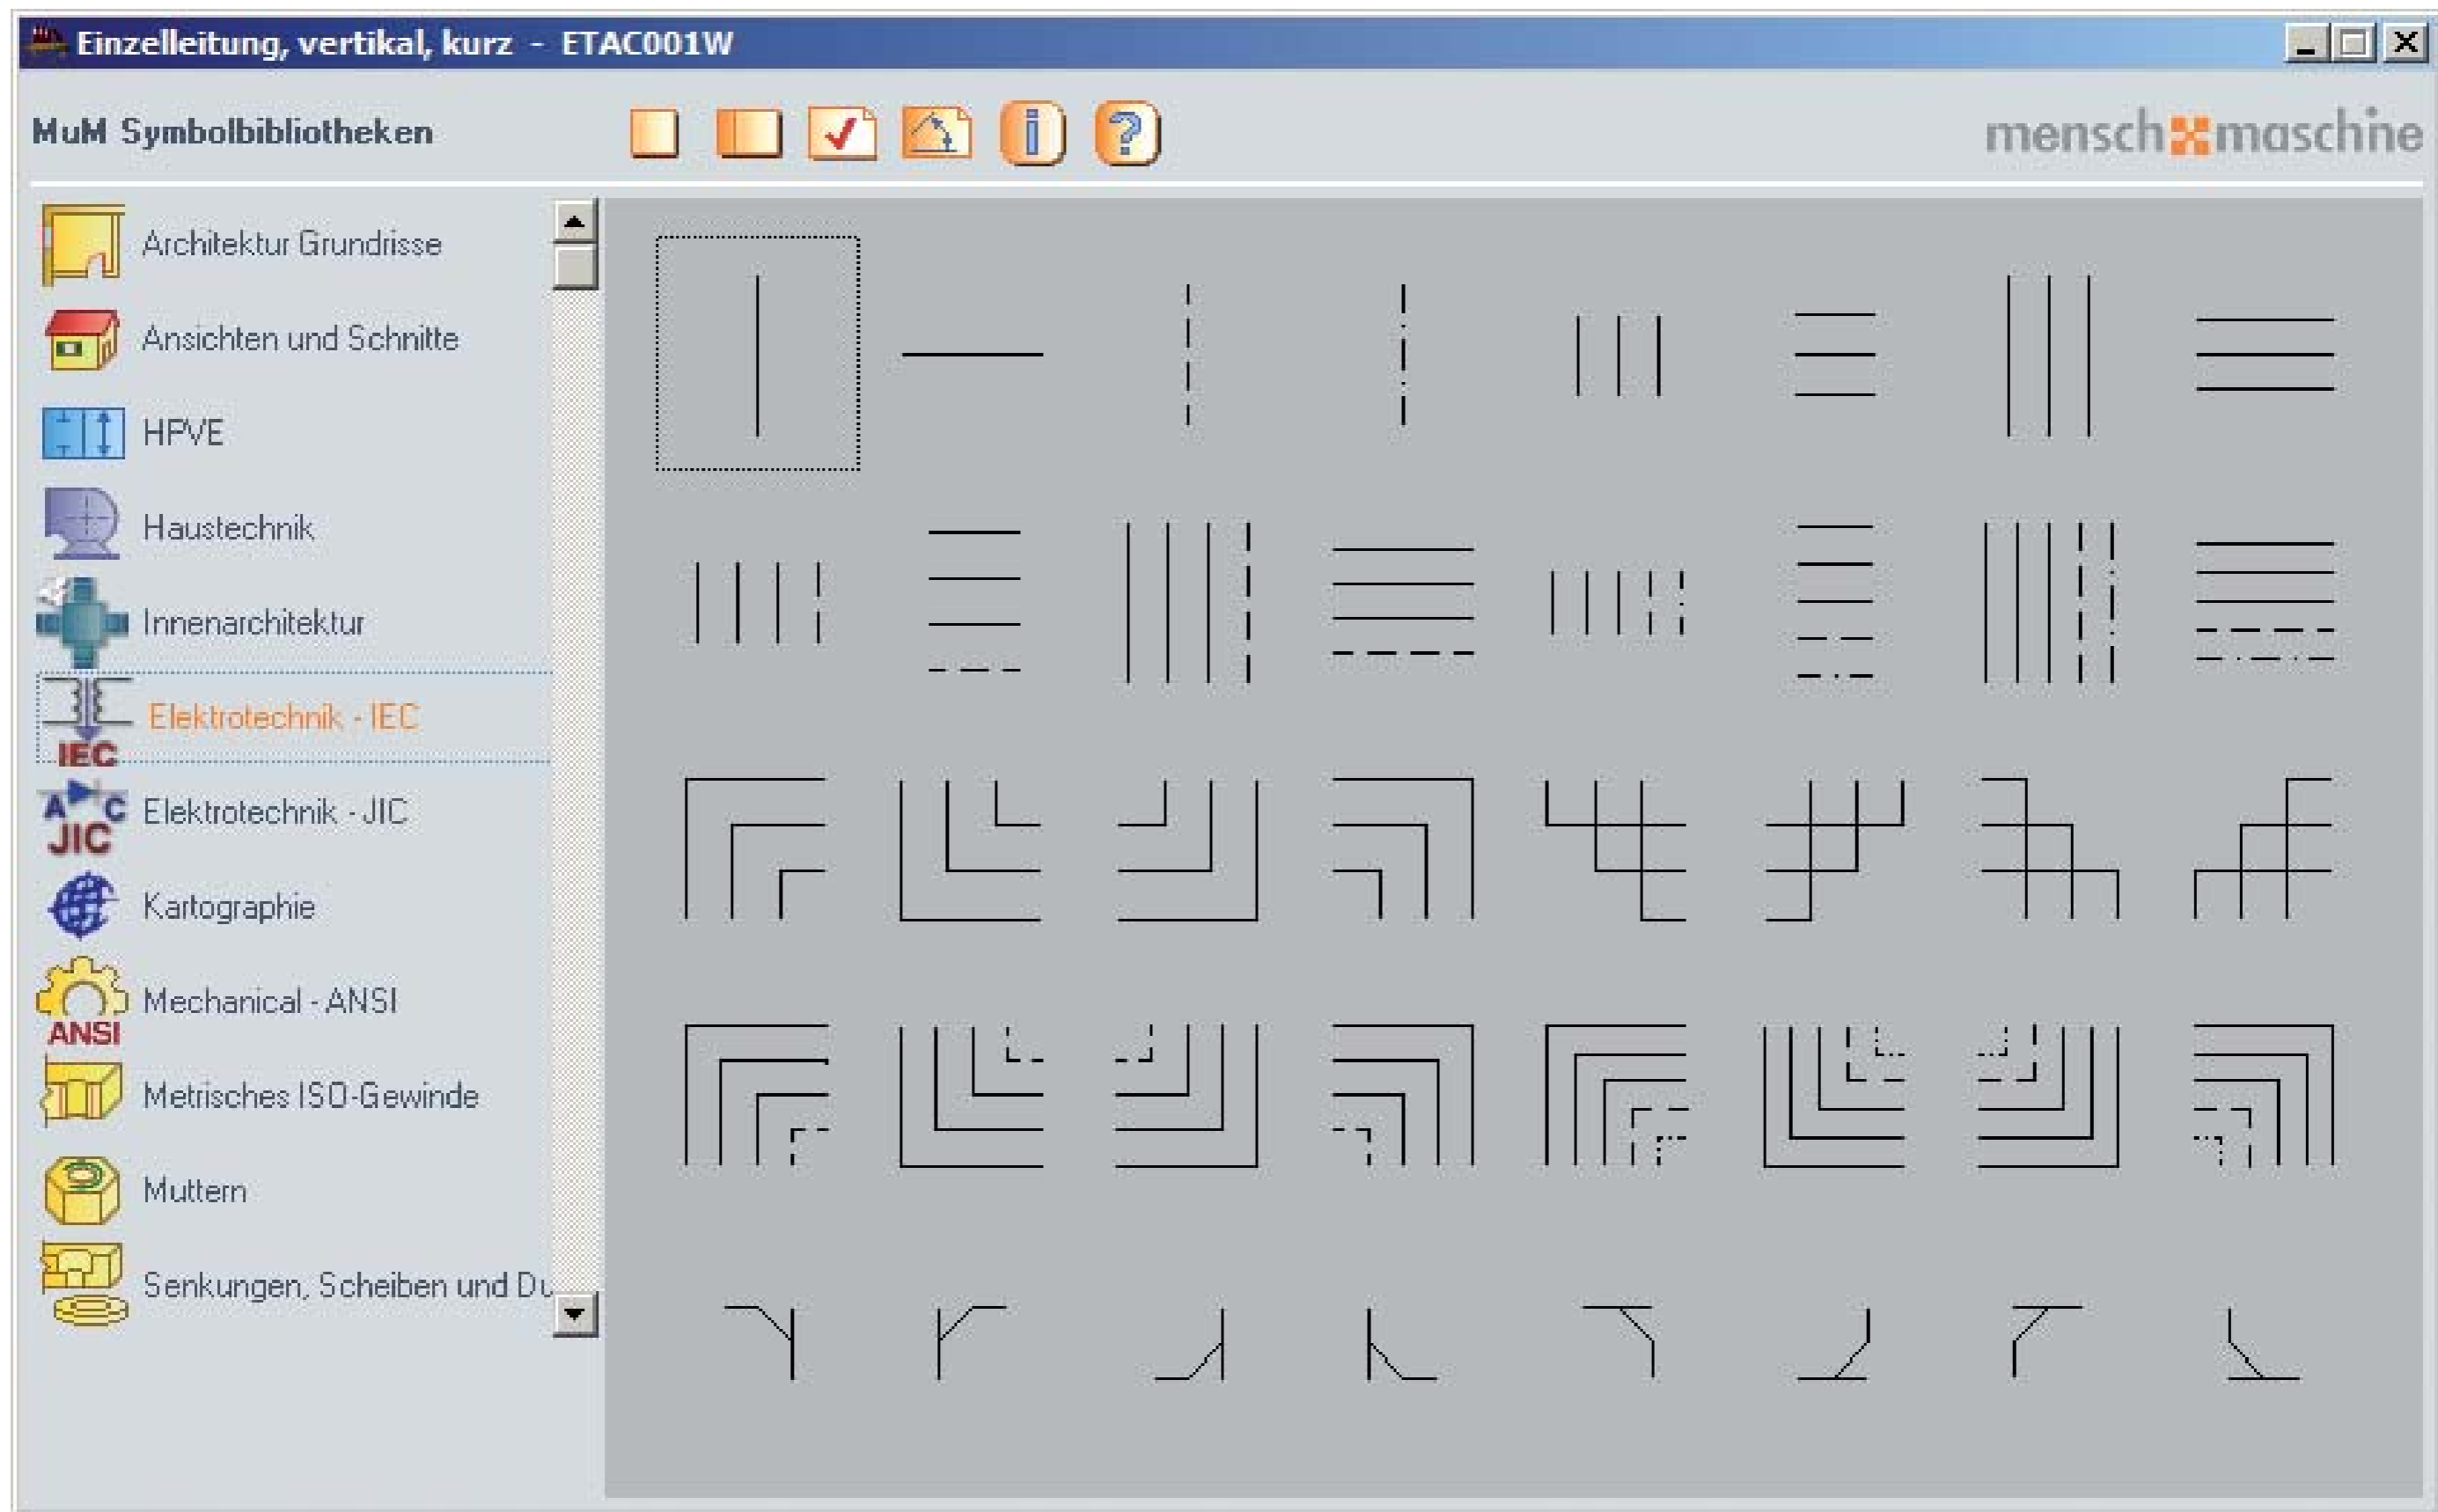 Einzelleitung, vertikal, kurz - ETAC001W
MuM Symbolbibliotheken
i ?
mensch maschine
Architektur Grundrisse
Ansichten und Schnitte
HPVE
Haustechnik
Innenarchitektur
Elektrotechnik - IEC
IEC
A C
Elektrotechnik - JIC
JIC
Kartographie
Mechanical - ANSI
ANSI
Metrisches ISO-Gewinde
Muttern
Senkungen, Scheiben und Du